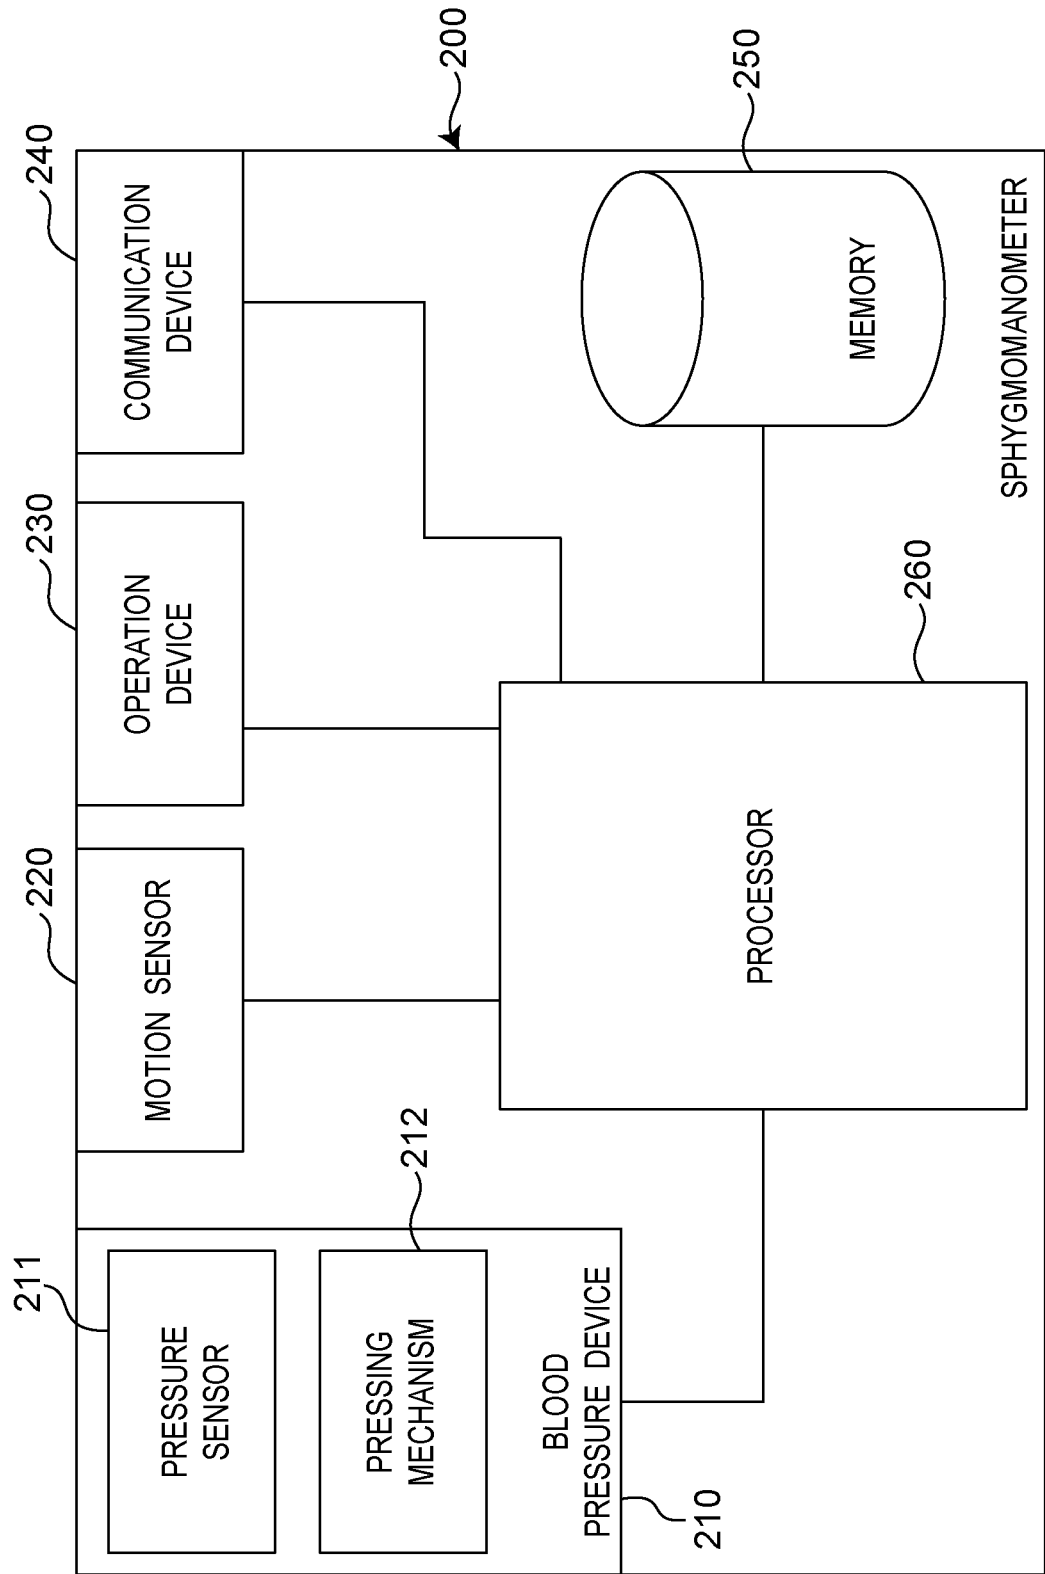 200
211
PRESSURE
SENSOR
212
PRESSING
MECHANISM
BLOOD
PRESSURE DEVICE
210
220
MOTION SENSOR
230
OPERATION
DEVICE
240
COMMUNICATION
DEVICE
PROCESSOR
260
250
MEMORY
SPHYGMOMANOMETER